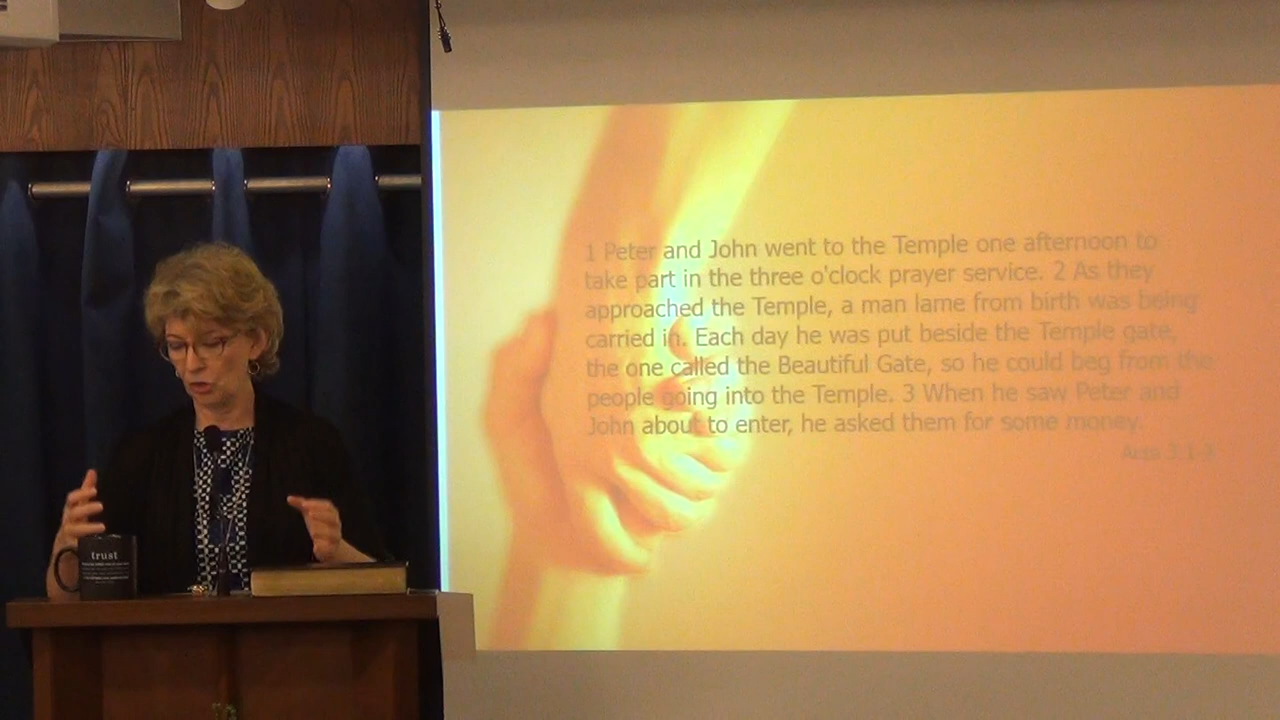 1 Peter and John went to the Temple one afternoon to
take part in the three o'clock prayer service. 2 As they
approached the Temple, a man lame from birth was being
carried in. Each day he was put beside the Temple gate,
the one called the Beautiful Gate, so he could beg from the
people going into the Temple. 3 When he saw Peter and
John about to enter, he asked them for some money.
Acts 3:1-3
trust